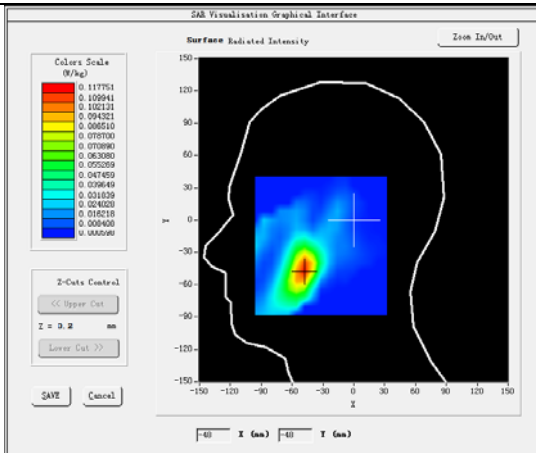 SAR Visualisation Graphical Interface
Surface Radiated Intensity
Zoom In/Out
Colors Scale
(W/kg)
0.117751
0.109941
0.102131
0.094321
0.086510
0.078700
0.070890
0.063080
0.055269
0.047459
0.039649
0.031839
0.024028
0.016218
0.008408
0.000598
Z-Cuts Control
<< Upper Cut
Z = 3.2 mm
Lower Cut >>
SAVE Cancel
150-
120-
90-
60-
30-
0-
-30-
-60-
-90-
-120-
-150-
Y
-150 -120 -90 -60 -30 0 30 60 90 120 150
X
-48 X (mm) -48 Y (mm)